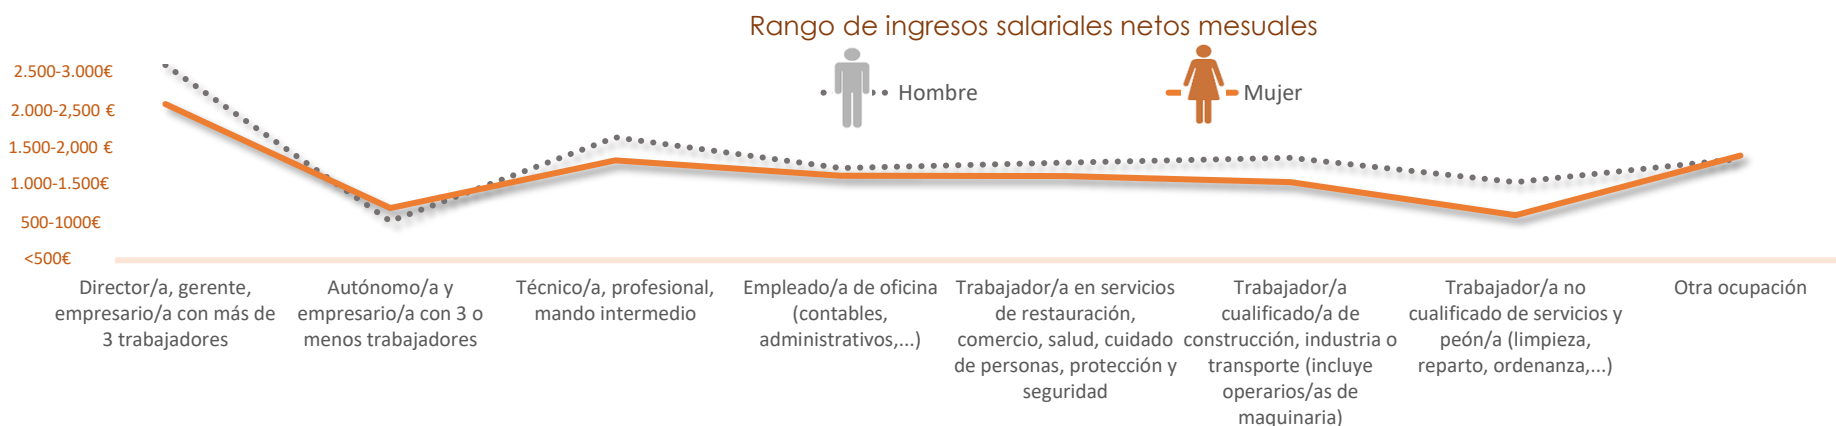 Rango de ingresos salariales netos mesuales
Hombre
Mujer
2.500-3.000€
2.000-2,500 €
1.500-2,000 €
1.000-1.500€
500-1000€
<500€
Director/a, gerente,
empresario/a con más de
3 trabajadores
Autónomo/a y
empresario/a con 3 o
menos trabajadores
Técnico/a, profesional,
mando intermedio
Empleado/a de oficina
(contables,
administrativos,...)
Trabajador/a en servicios
de restauración,
comercio, salud, cuidado
de personas, protección y
seguridad
Trabajador/a
cualificado/a de
construcción, industria o
transporte (incluye
operarios/as de
maquinaria)
Trabajador/a no
cualificado de servicios y
peón/a (limpieza,
reparto, ordenanza,...)
Otra ocupación